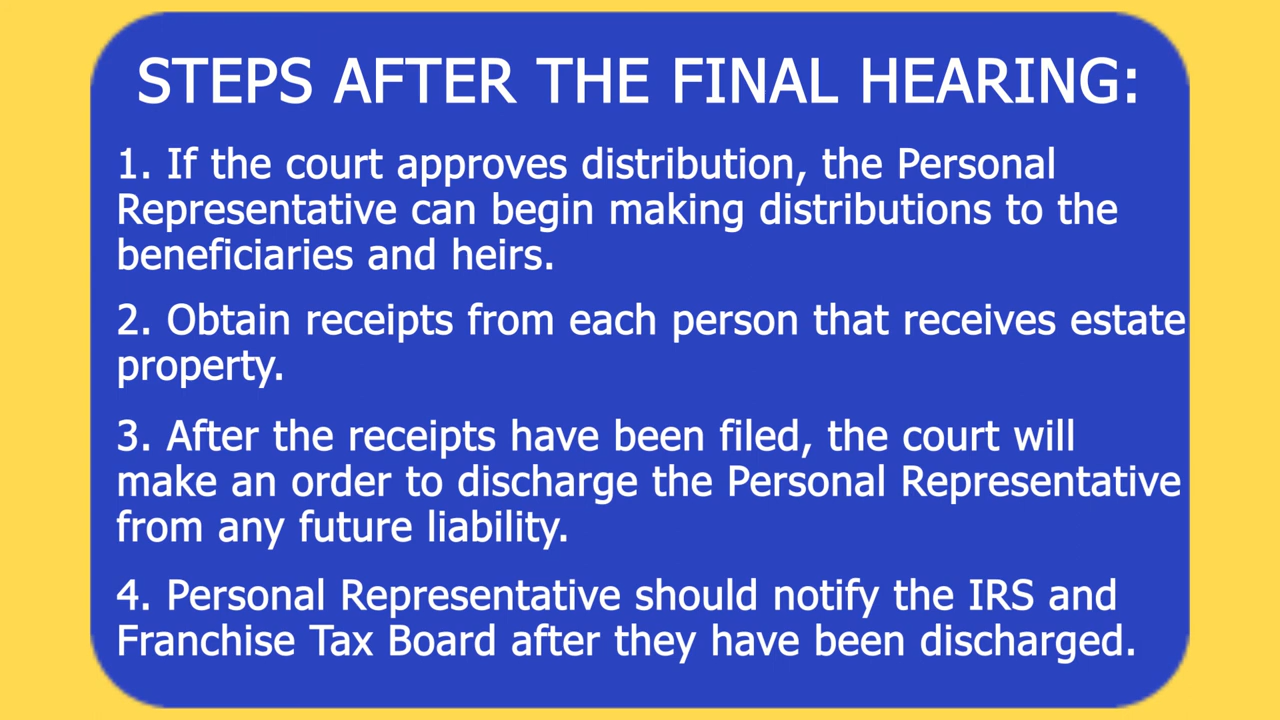 STEPS AFTER THE FINAL HEARING:
1. If the court approves distribution, the Personal
Representative can begin making distributions to the
beneficiaries and heirs.
2. Obtain receipts from each person that receives estate
property.
3. After the receipts have been filed, the court will
make an order to discharge the Personal Representative
from any future liability.
4. Personal Representative should notify the IRS and
Franchise Tax Board after they have been discharged.